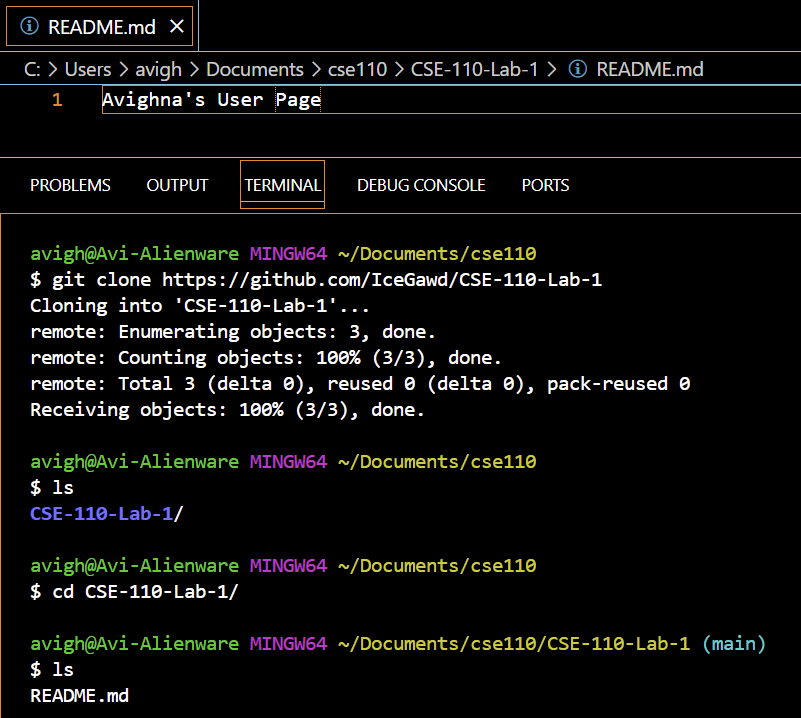 README.md
C: > Users > avigh > Documents > cse110 > CSE-110-Lab-1 > README.md
1 Avighna's User Page
PROBLEMS OUTPUT TERMINAL DEBUG CONSOLE PORTS
avigh@Avi-Alienware MINGW64 ~/Documents/cse110
$ git clone https://github.com/IceGawd/CSE-110-Lab-1
Cloning into 'CSE-110-Lab-1'...
remote: Enumerating objects: 3, done.
remote: Counting objects: 100% (3/3), done.
remote: Total 3 (delta 0), reused 0 (delta 0), pack-reused 0
Receiving objects: 100% (3/3), done.
avigh@Avi-Alienware MINGW64 ~/Documents/cse110
$ ls
CSE-110-Lab-1/
avigh@Avi-Alienware MINGW64 ~/Documents/cse110
$ cd CSE-110-Lab-1/
avigh@Avi-Alienware MINGW64 ~/Documents/cse110/CSE-110-Lab-1 (main)
$ ls
README.md